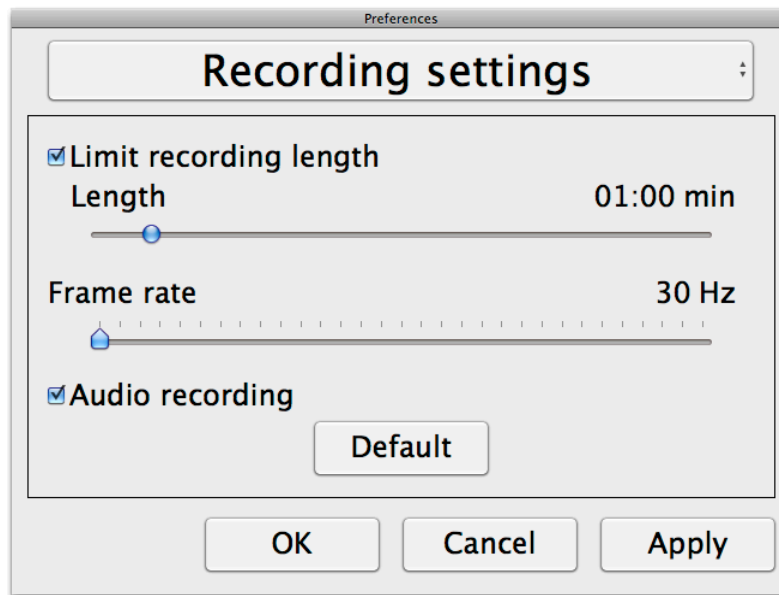 Preferences
Recording settings
Limit recording length
Length 01:00 min
Frame rate 30 Hz
Audio recording
Default
OK Cancel Apply